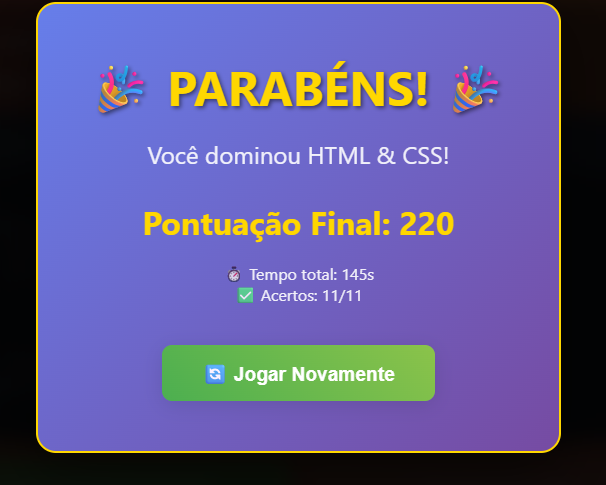 🎉 PARABÉNS! 🎉
Você dominou HTML & CSS!
Pontuação Final: 220
⏱️ Tempo total: 145s
✅ Acertos: 11/11
🔄 Jogar Novamente